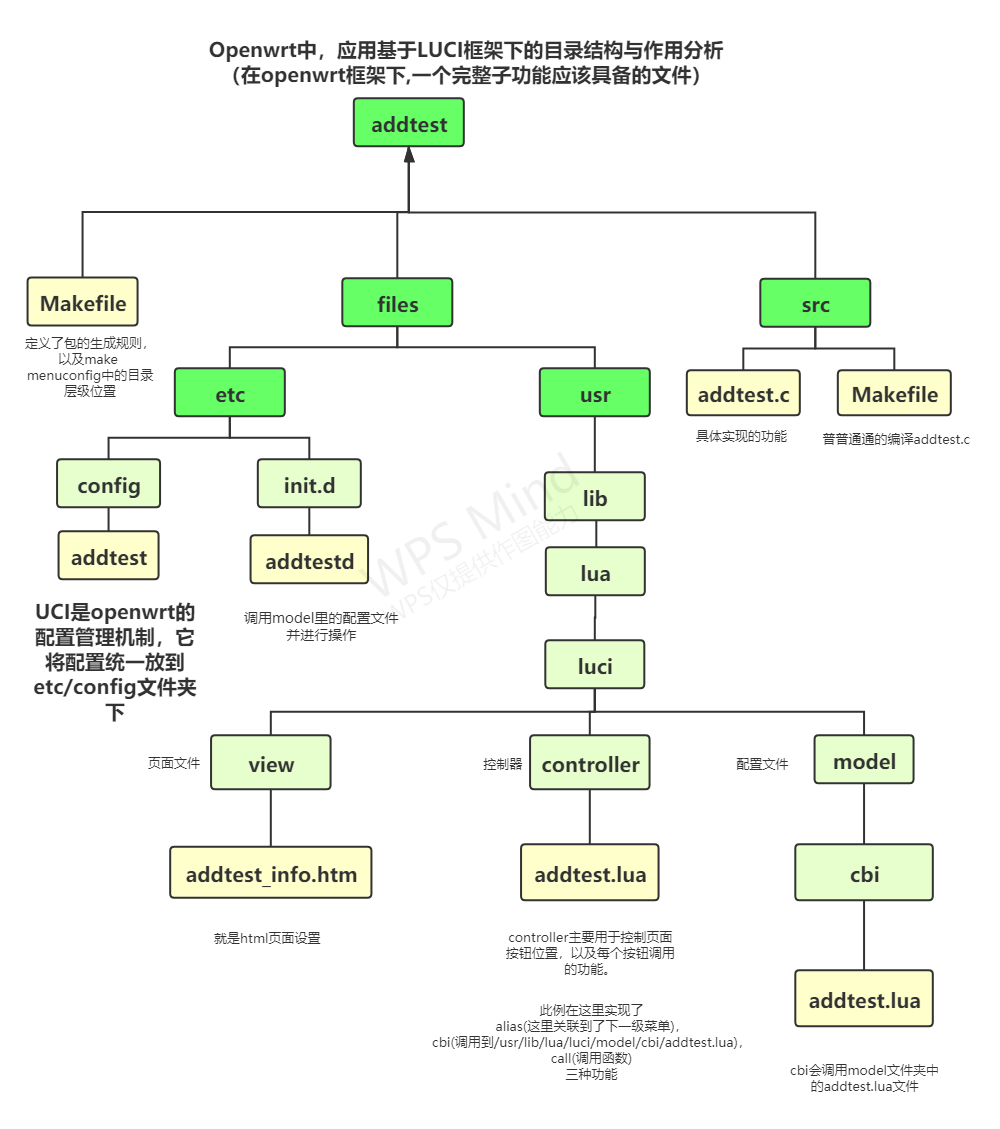 Openwrt中，应用基于LUCI框架下的目录结构与作用分析
（在openwrt框架下,一个完整子功能应该具备的文件）
addtest
Makefile
files
src
定义了包的生成规则，
以及make
menuconfig中的目录
层级位置
etc
usr
addtest.c
Makefile
具体实现的功能
普普通通的编译addtest.c
config
init.d
lib
addtest
addtestd
lua
WPS Mind
WPS仅提供作图能力
UCI是openwrt的
配置管理机制，它
将配置统一放到
etc/config文件夹
下
调用model里的配置文件
并进行操作
luci
页面文件
view
控制器
controller
配置文件
model
addtest_info.htm
addtest.lua
cbi
就是html页面设置
controller主要用于控制页面
按钮位置，以及每个按钮调用
的功能。
此例在这里实现了
alias(这里关联到了下一级菜单)，
cbi(调用到/usr/lib/lua/luci/model/cbi/addtest.lua)，
call(调用函数)
三种功能
addtest.lua
cbi会调用model文件夹中
的addtest.lua文件